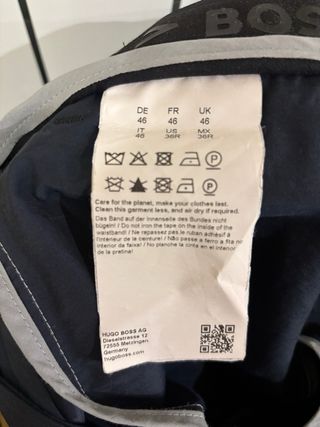 BOSS
DE FR UK
46 46 46
IT US MX
46 36R 36R
P
P
Care for the planet, make your clothes last.
Clean this garment less, and air dry if required.
Das Band auf der Innenseite des Bundes nicht
bügeln! / Do not iron the tape on the inside of the
waistband! / Ne repassez pas le ruban adhésif à
l'intérieur de la ceinture! / Não passe a ferro a fita no
interior da faixa! / No planche la cinta en el interior
de la pretina!
HUGO BOSS AG
Dieselstrasse 12
72555 Metzingen
Germany
hugoboss.com